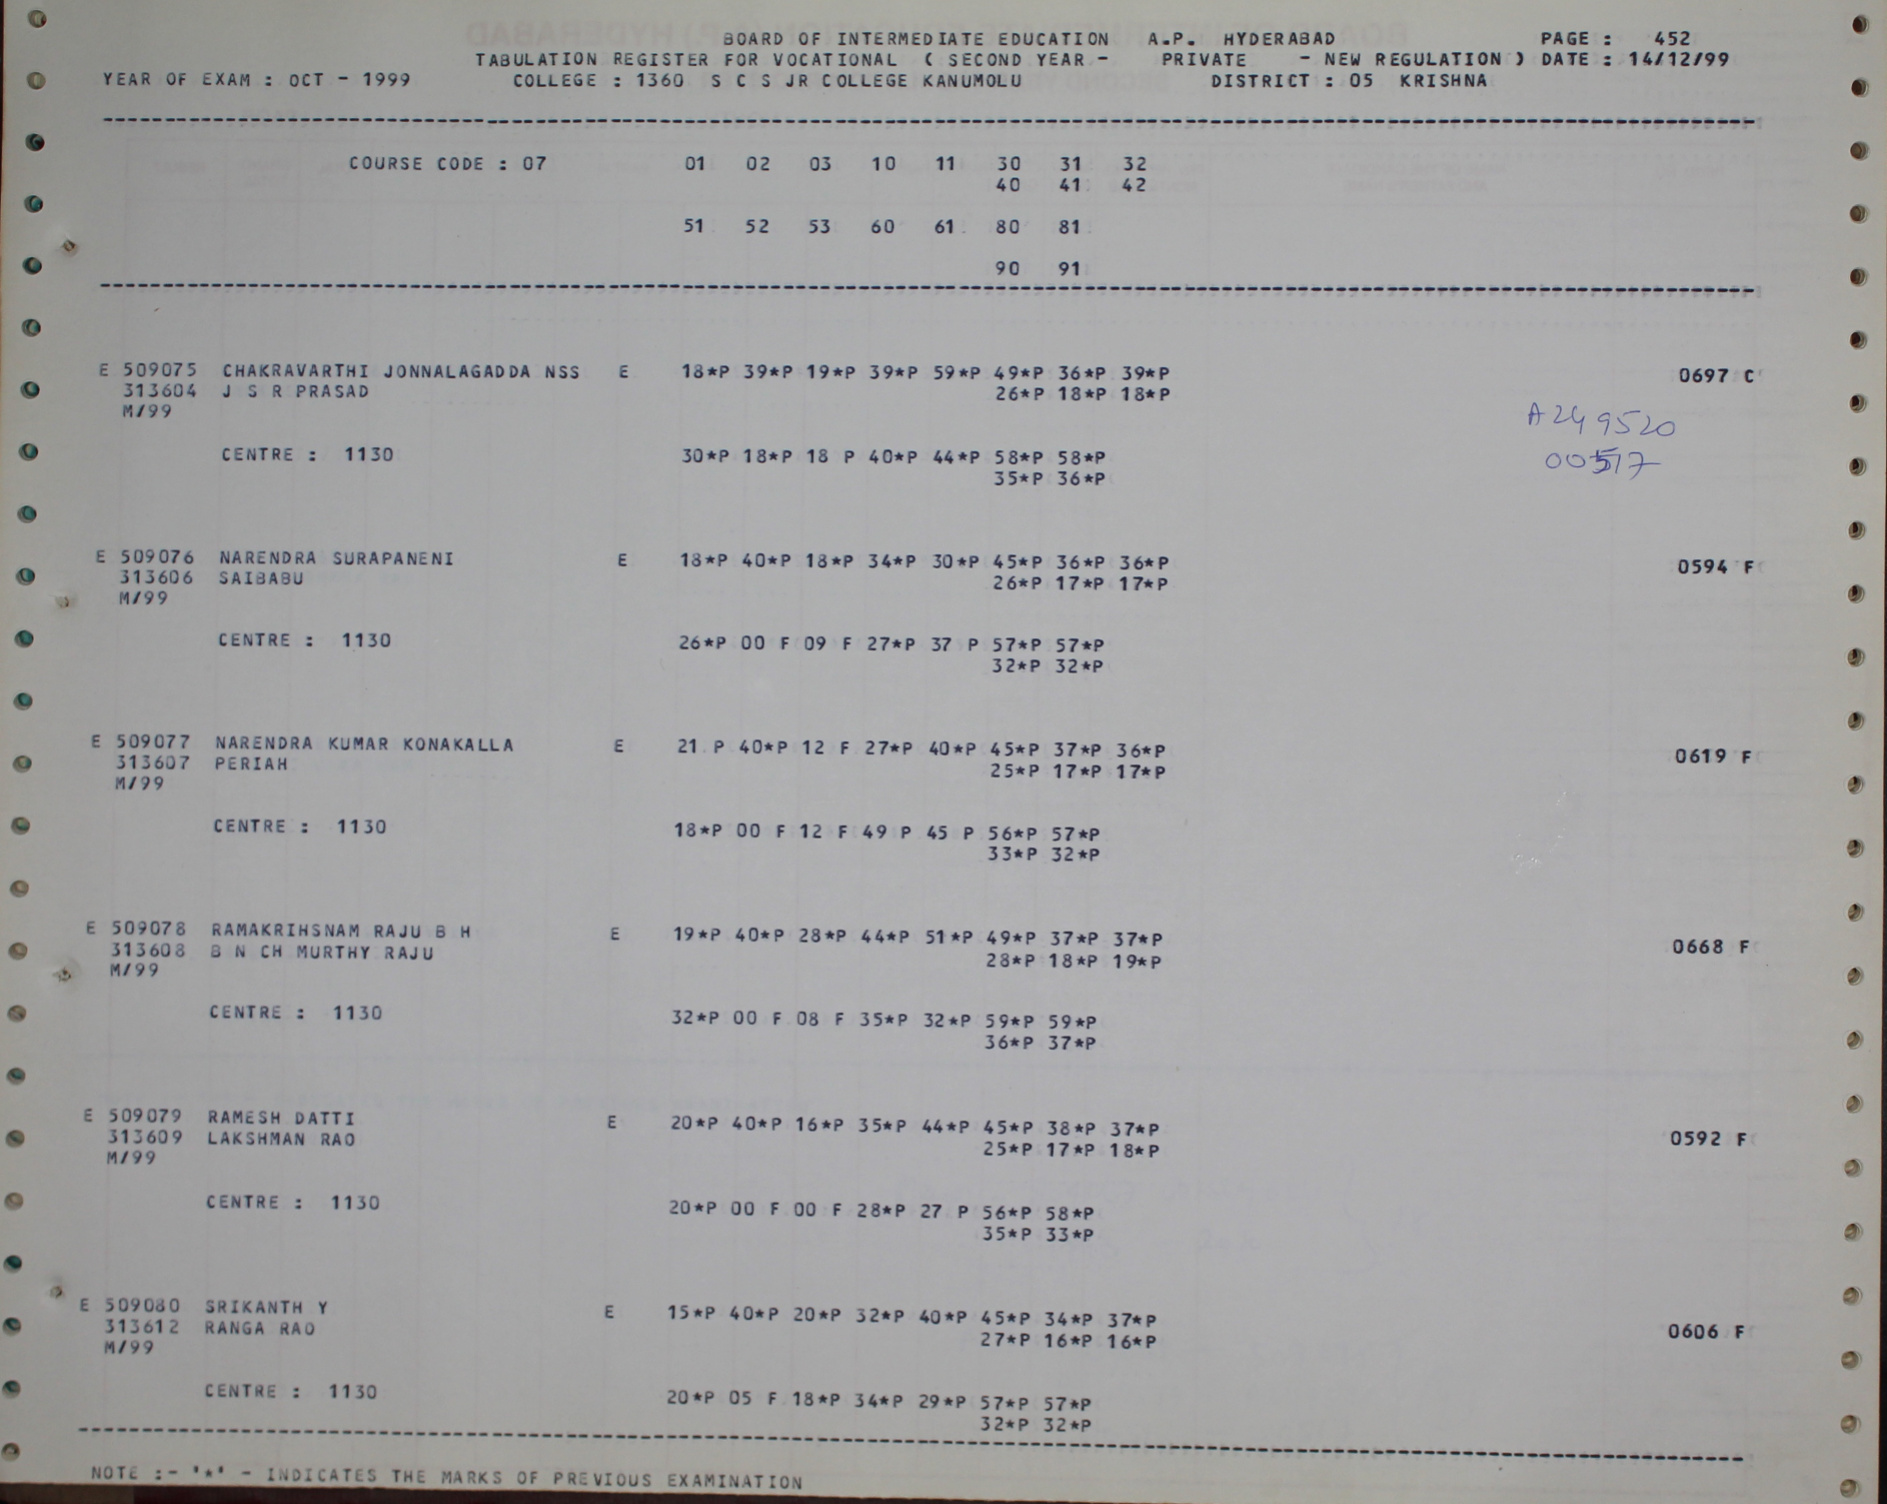 BOARD OF INTERMEDIATE EDUCATION A.P. HYDERABAD PAGE : 452
TABULATION REGISTER FOR VOCATIONAL ( SECOND YEAR - PRIVATE - NEW REGULATION ) DATE : 14/12/99
YEAR OF EXAM : OCT - 1999 COLLEGE : 1360 S C S JR COLLEGE KANUMOLU DISTRICT : 05 KRISHNA
COURSE CODE : 07 01 02 03 10 11 30 31 32
40 41 42
51 52 53 60 61 80 81
90 91
E 509075 CHAKRAVARTHI JONNALAGADDA NSS E 18*P 39*P 19*P 39*P 59*P 49*P 36*P 39*P 0697 C
313604 J S R PRASAD 26*P 18*P 18*P
M/99
A249520
CENTRE : 1130 30*P 18*P 18 P 40*P 44*P 58*P 58*P
00517
35*P 36*P
E 509076 NARENDRA SURAPANENI E 18*P 40*P 18*P 34*P 30*P 45*P 36*P 36*P 0594 F
313606 SAIBABU 26*P 17*P 17*P
M/99
CENTRE : 1130 26*P 00 F 09 F 27*P 37 P 57*P 57*P
32*P 32*P
E 509077 NARENDRA KUMAR KONAKALLA E 21 P 40*P 12 F 27*P 40*P 45*P 37*P 36*P 0619 F
313607 PERIAH 25*P 17*P 17*P
M/99
CENTRE : 1130 18*P 00 F 12 F 49 P 45 P 56*P 57*P
33*P 32*P
E 509078 RAMAKRIHSNAM RAJU B H E 19*P 40*P 28*P 44*P 51*P 49*P 37*P 37*P 0668 F
313608 B N CH MURTHY RAJU 28*P 18*P 19*P
M/99
CENTRE : 1130 32*P 00 F 08 F 35*P 32*P 59*P 59*P
36*P 37*P
E 509079 RAMESH DATTI E 20*P 40*P 16*P 35*P 44*P 45*P 38*P 37*P 0592 F
313609 LAKSHMAN RAO 25*P 17*P 18*P
M/99
CENTRE : 1130 20*P 00 F 00 F 28*P 27 P 56*P 58*P
35*P 33*P
E 509080 SRIKANTH Y E 15*P 40*P 20*P 32*P 40*P 45*P 34*P 37*P 0606 F
313612 RANGA RAO 27*P 16*P 16*P
M/99
CENTRE : 1130 20*P 05 F 18*P 34*P 29*P 57*P 57*P
32*P 32*P
NOTE :- '*' - INDICATES THE MARKS OF PREVIOUS EXAMINATION